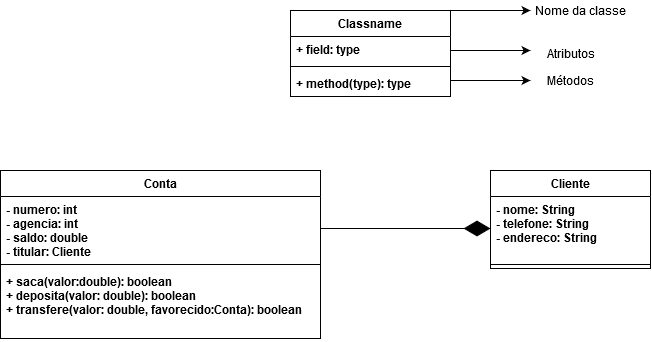 Classname
Nome da classe
+ field: type
Atributos
+ method(type): type
Métodos
Conta
- numero: int
- agencia: int
- saldo: double
- titular: Cliente
+ saca(valor:double): boolean
+ deposita(valor: double): boolean
+ transfere(valor: double, favorecido:Conta): boolean
Cliente
- nome: String
- telefone: String
- endereco: String